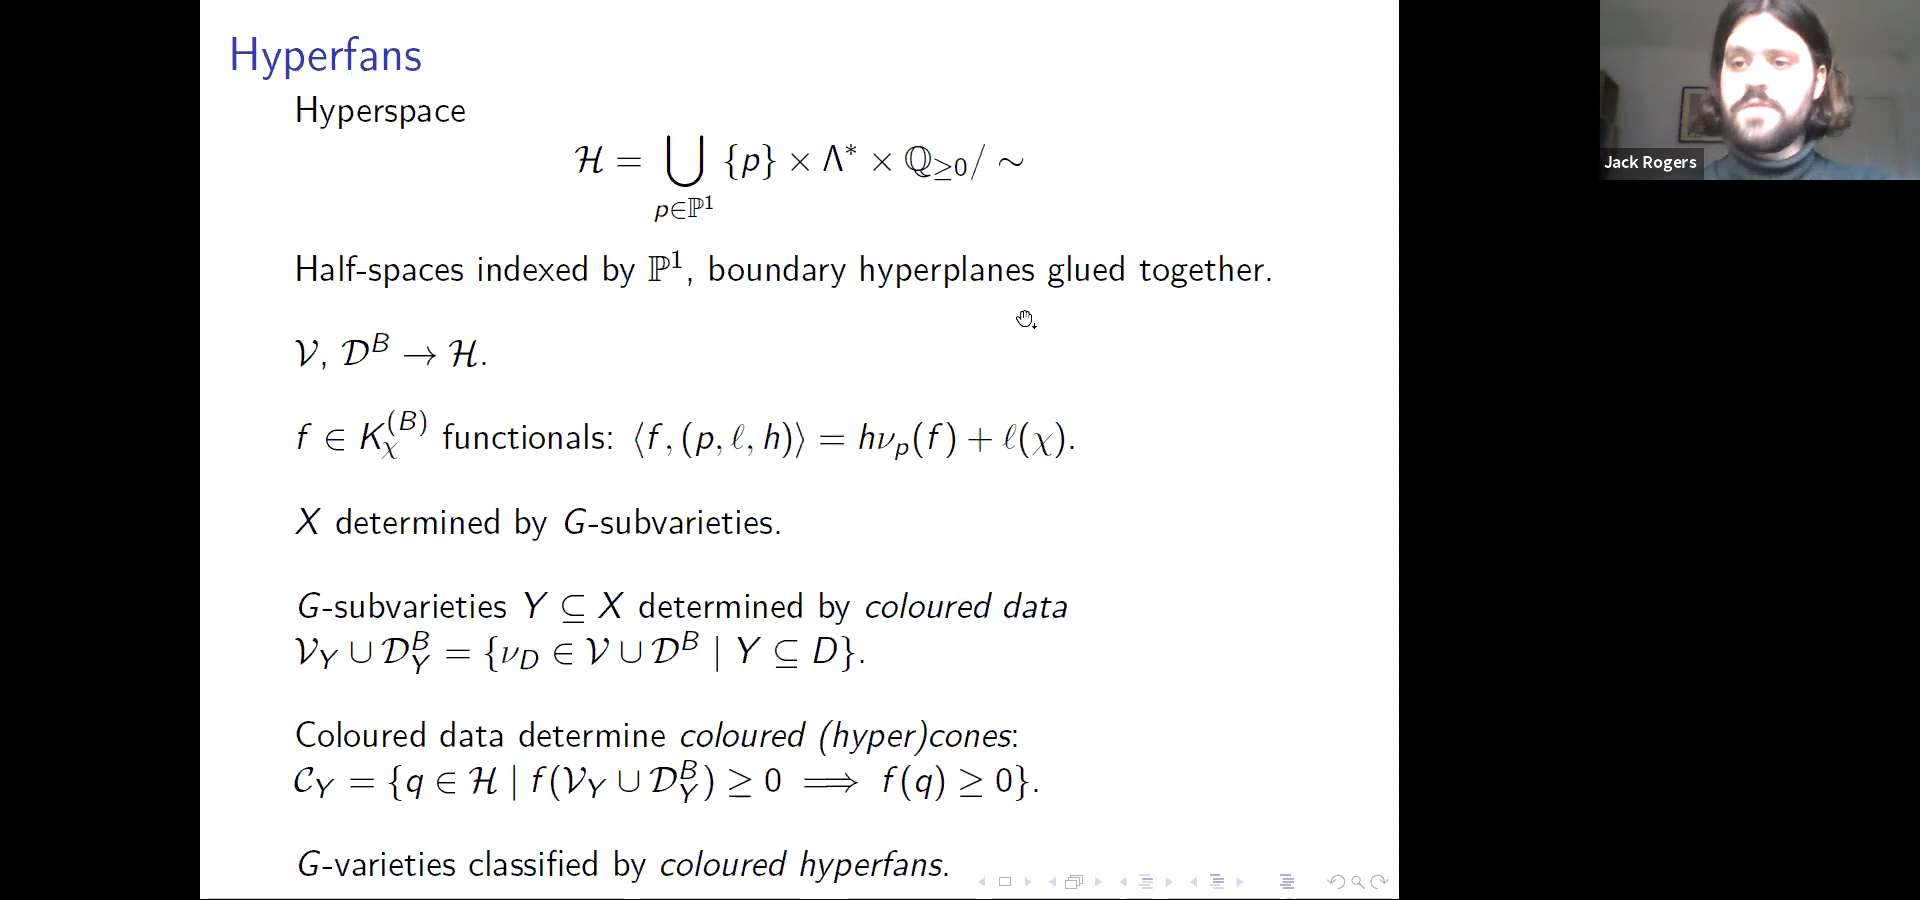 Hyperfans
Hyperspace
ℋ = ⋃ {p} × Λ* × ℚ≥0/ ∼
p∈ℙ¹
Half-spaces indexed by ℙ¹, boundary hyperplanes glued together.
𝒱, 𝒟ᴮ → ℋ.
f ∈ K_χ^(B) functionals: ⟨f, (p, ℓ, h)⟩ = hν_p(f) + ℓ(χ).
X determined by G-subvarieties.
G-subvarieties Y ⊆ X determined by coloured data
𝒱_Y ∪ 𝒟_Y^B = {ν_D ∈ 𝒱 ∪ 𝒟^B | Y ⊆ D}.
Coloured data determine coloured (hyper)cones:
𝒞_Y = {q ∈ ℋ | f(𝒱_Y ∪ 𝒟_Y^B) ≥ 0 ⟹ f(q) ≥ 0}.
G-varieties classified by coloured hyperfans.
Jack Rogers